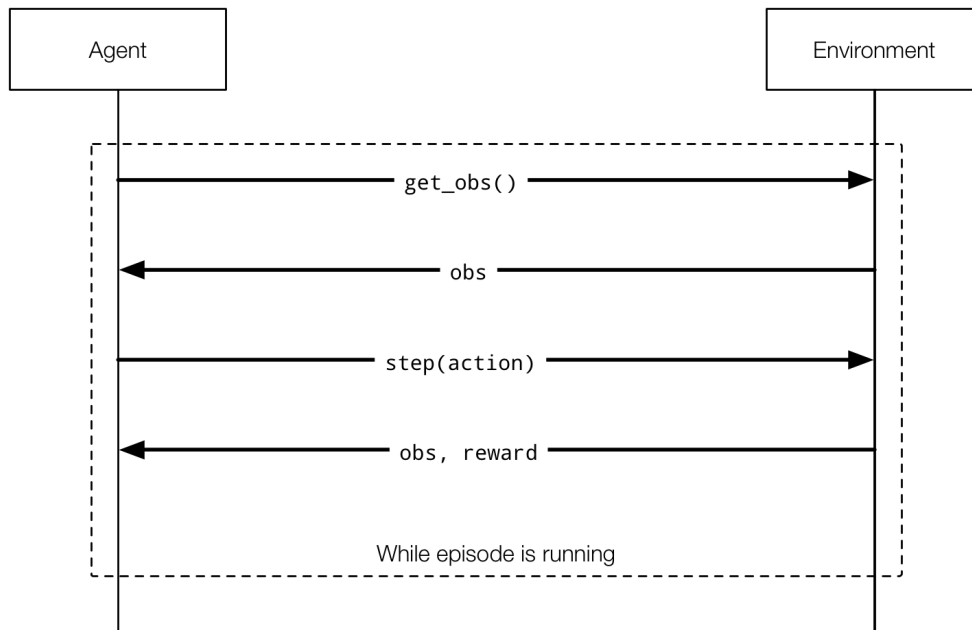 Agent
Environment
get_obs()
obs
step(action)
obs, reward
While episode is running